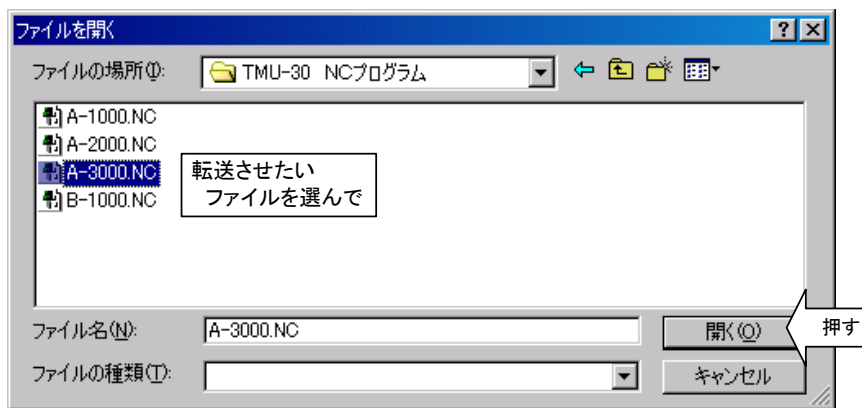 ファイルを開く
ファイルの場所(I):
TMU-30 NCプログラム
A-1000.NC
A-2000.NC
A-3000.NC
B-1000.NC
転送させたい
ファイルを選んで
ファイル名(N):
A-3000.NC
開く(O)
押す
ファイルの種類(T):
キャンセル